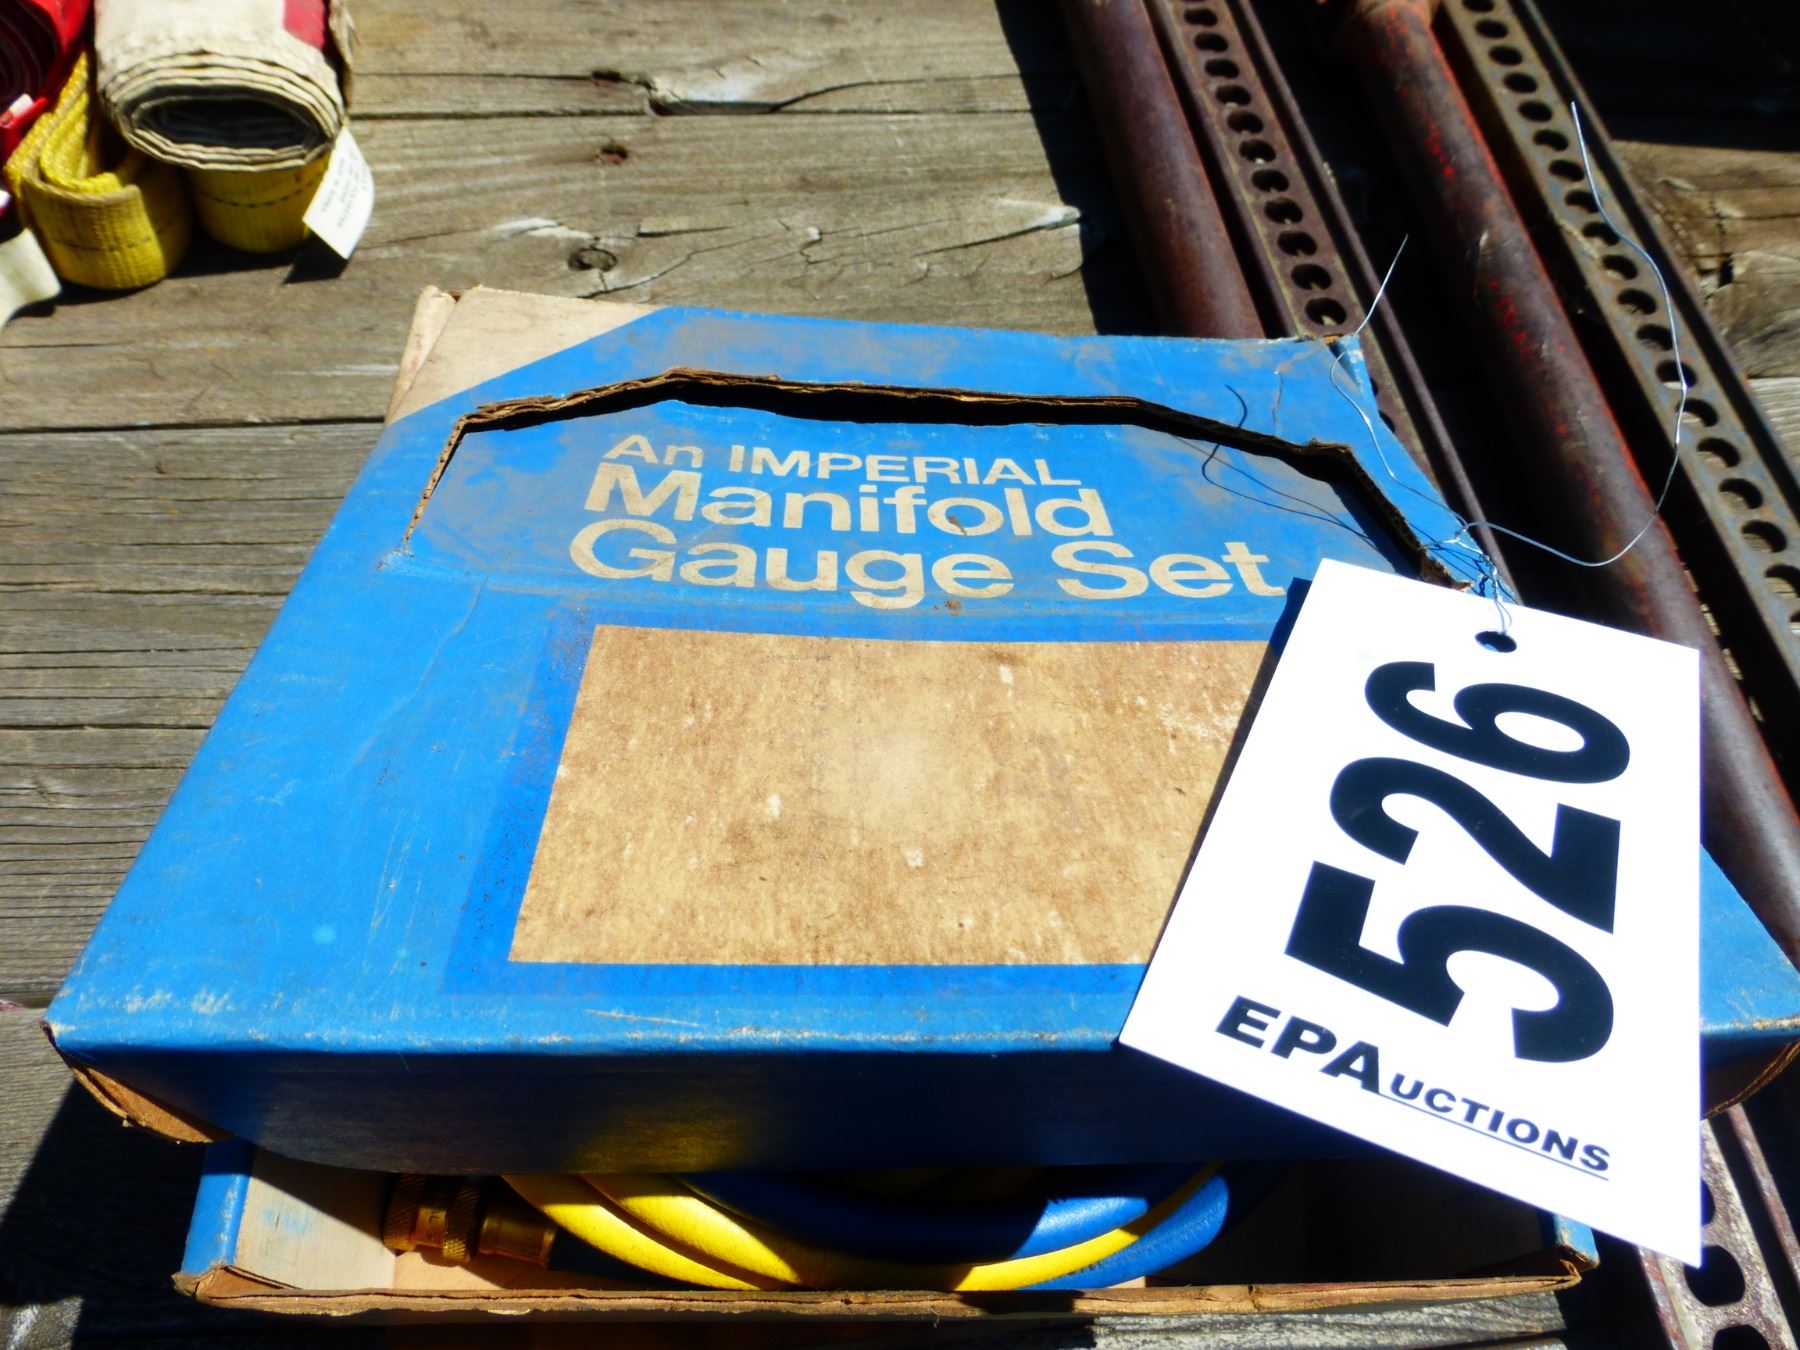 An IMPERIAL
Manifold
Gauge Set
526
EPAUCTIONS